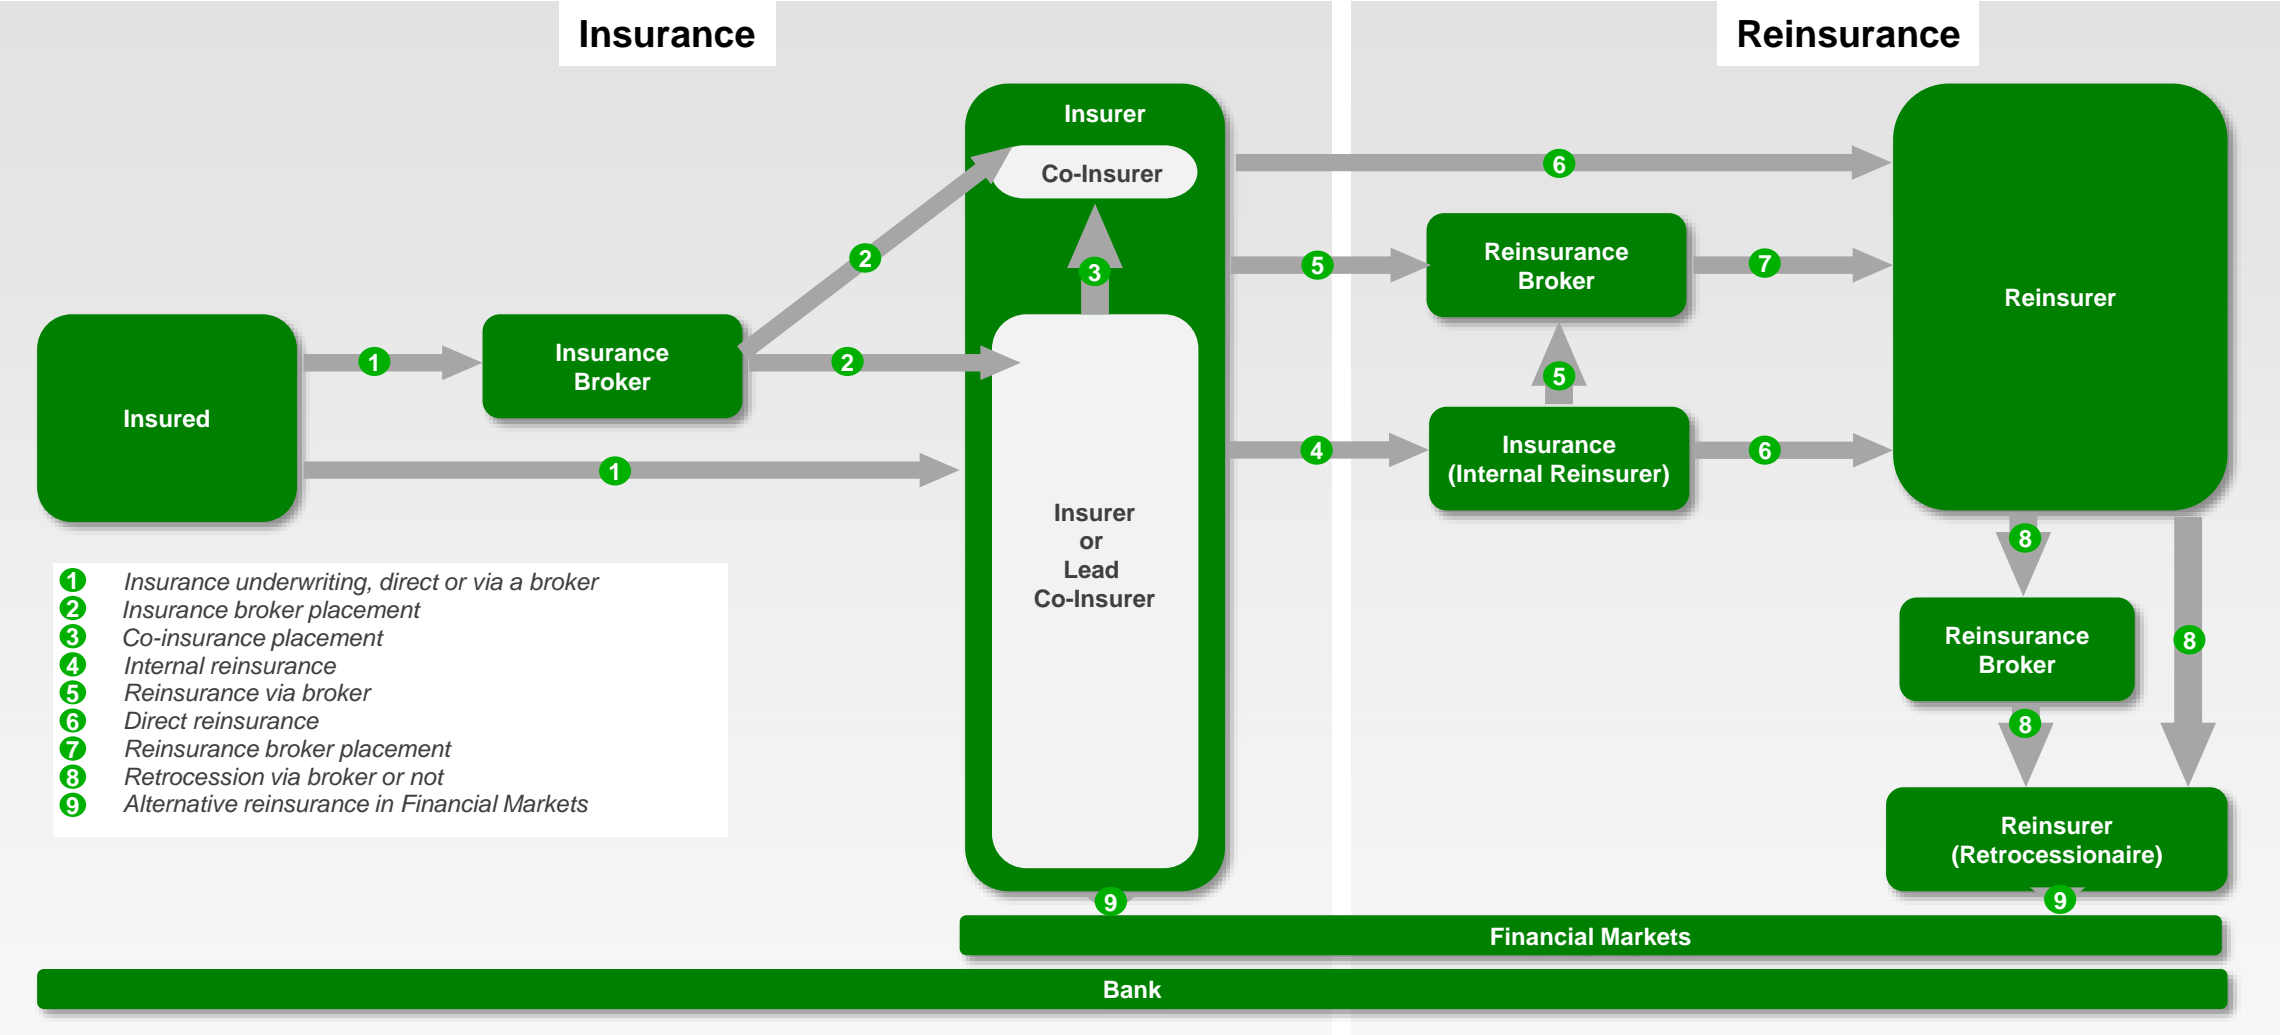 Insurance
Reinsurance
Insurer
Co-Insurer
6
2
3
5
Reinsurance
Broker
7
Reinsurer
Insured
1
Insurance
Broker
2
5
1
4
Insurance
(Internal Reinsurer)
6
Insurer
or
Lead
Co-Insurer
8
1 Insurance underwriting, direct or via a broker
2 Insurance broker placement
3 Co-insurance placement
4 Internal reinsurance
5 Reinsurance via broker
6 Direct reinsurance
7 Reinsurance broker placement
8 Retrocession via broker or not
9 Alternative reinsurance in Financial Markets
Reinsurance
Broker
8
8
Reinsurer
(Retrocessionaire)
9
9
Financial Markets
Bank